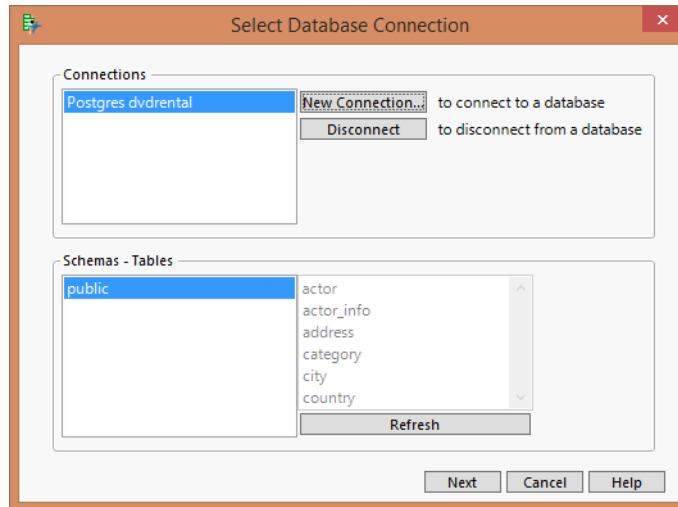 Select Database Connection
Connections
Postgres dvdrental
New Connection... to connect to a database
Disconnect to disconnect from a database
Schemas - Tables
public
actor
actor_info
address
category
city
country
Refresh
Next Cancel Help